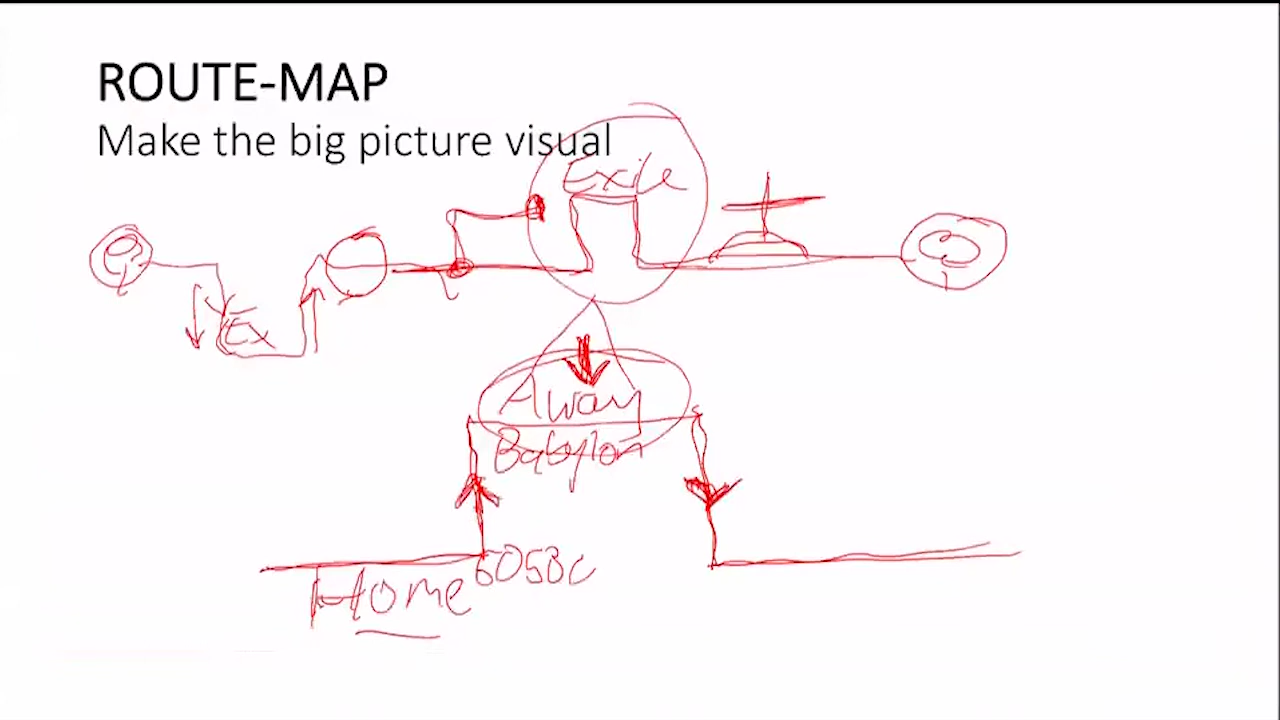 ROUTE-MAP
Make the big picture visual
Exile
Ex
Away
Babylon
Home 605BC